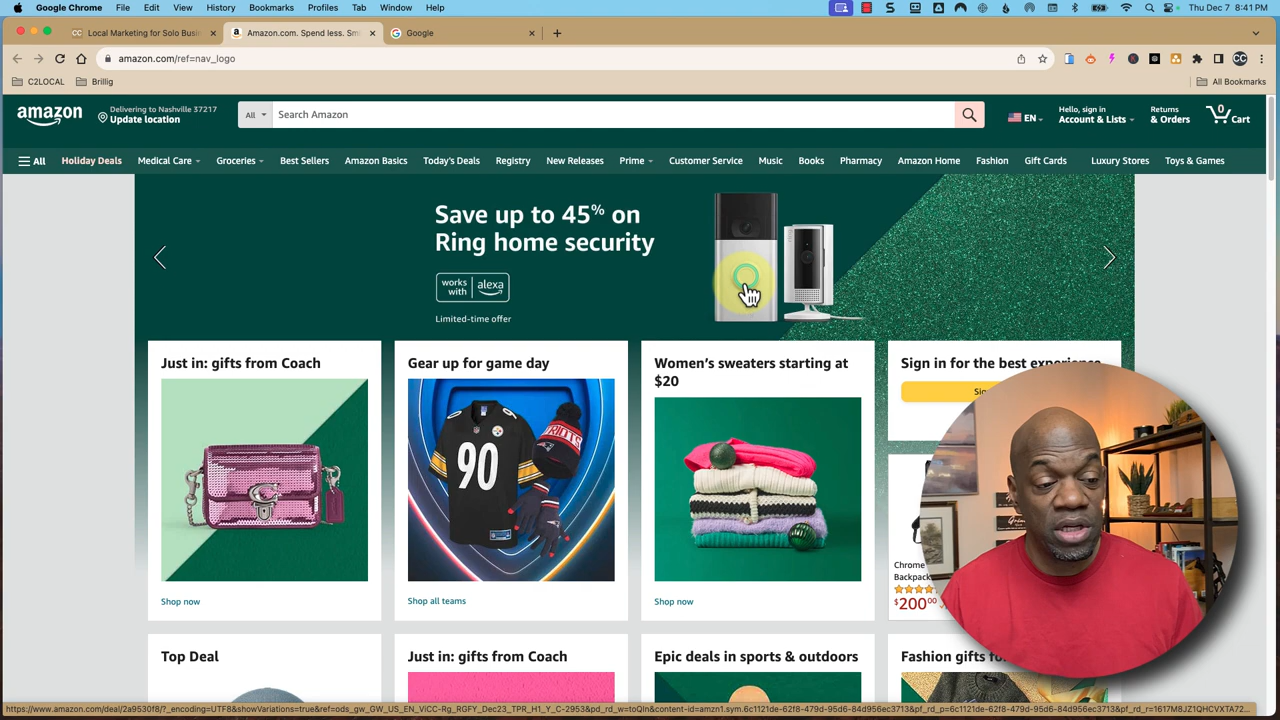 Google Chrome File Edit View History Bookmarks Profiles Tab Window Help Thu Dec 7 8:41 PM
Local Marketing for Solo Busi Amazon.com. Spend less. Smi Google
amazon.com/ref=nav_logo
C2LOCAL Brillig All Bookmarks
amazon Delivering to Nashville 37217
Update location
All Search Amazon
EN
Hello, sign in
Account & Lists
Returns
& Orders
0 Cart
All Holiday Deals Medical Care Groceries Best Sellers Amazon Basics Today's Deals Registry New Releases Prime Customer Service Music Books Pharmacy Amazon Home Fashion Gift Cards Luxury Stores Toys & Games
Save up to 45% on
Ring home security
works with alexa
Limited-time offer
Just in: gifts from Coach
Shop now
Gear up for game day
90
Shop all teams
Women's sweaters starting at
$20
Shop now
Sign in for the best experience
Chrome
Backpack
$200 00
Top Deal
Just in: gifts from Coach
Epic deals in sports & outdoors
Fashion gifts